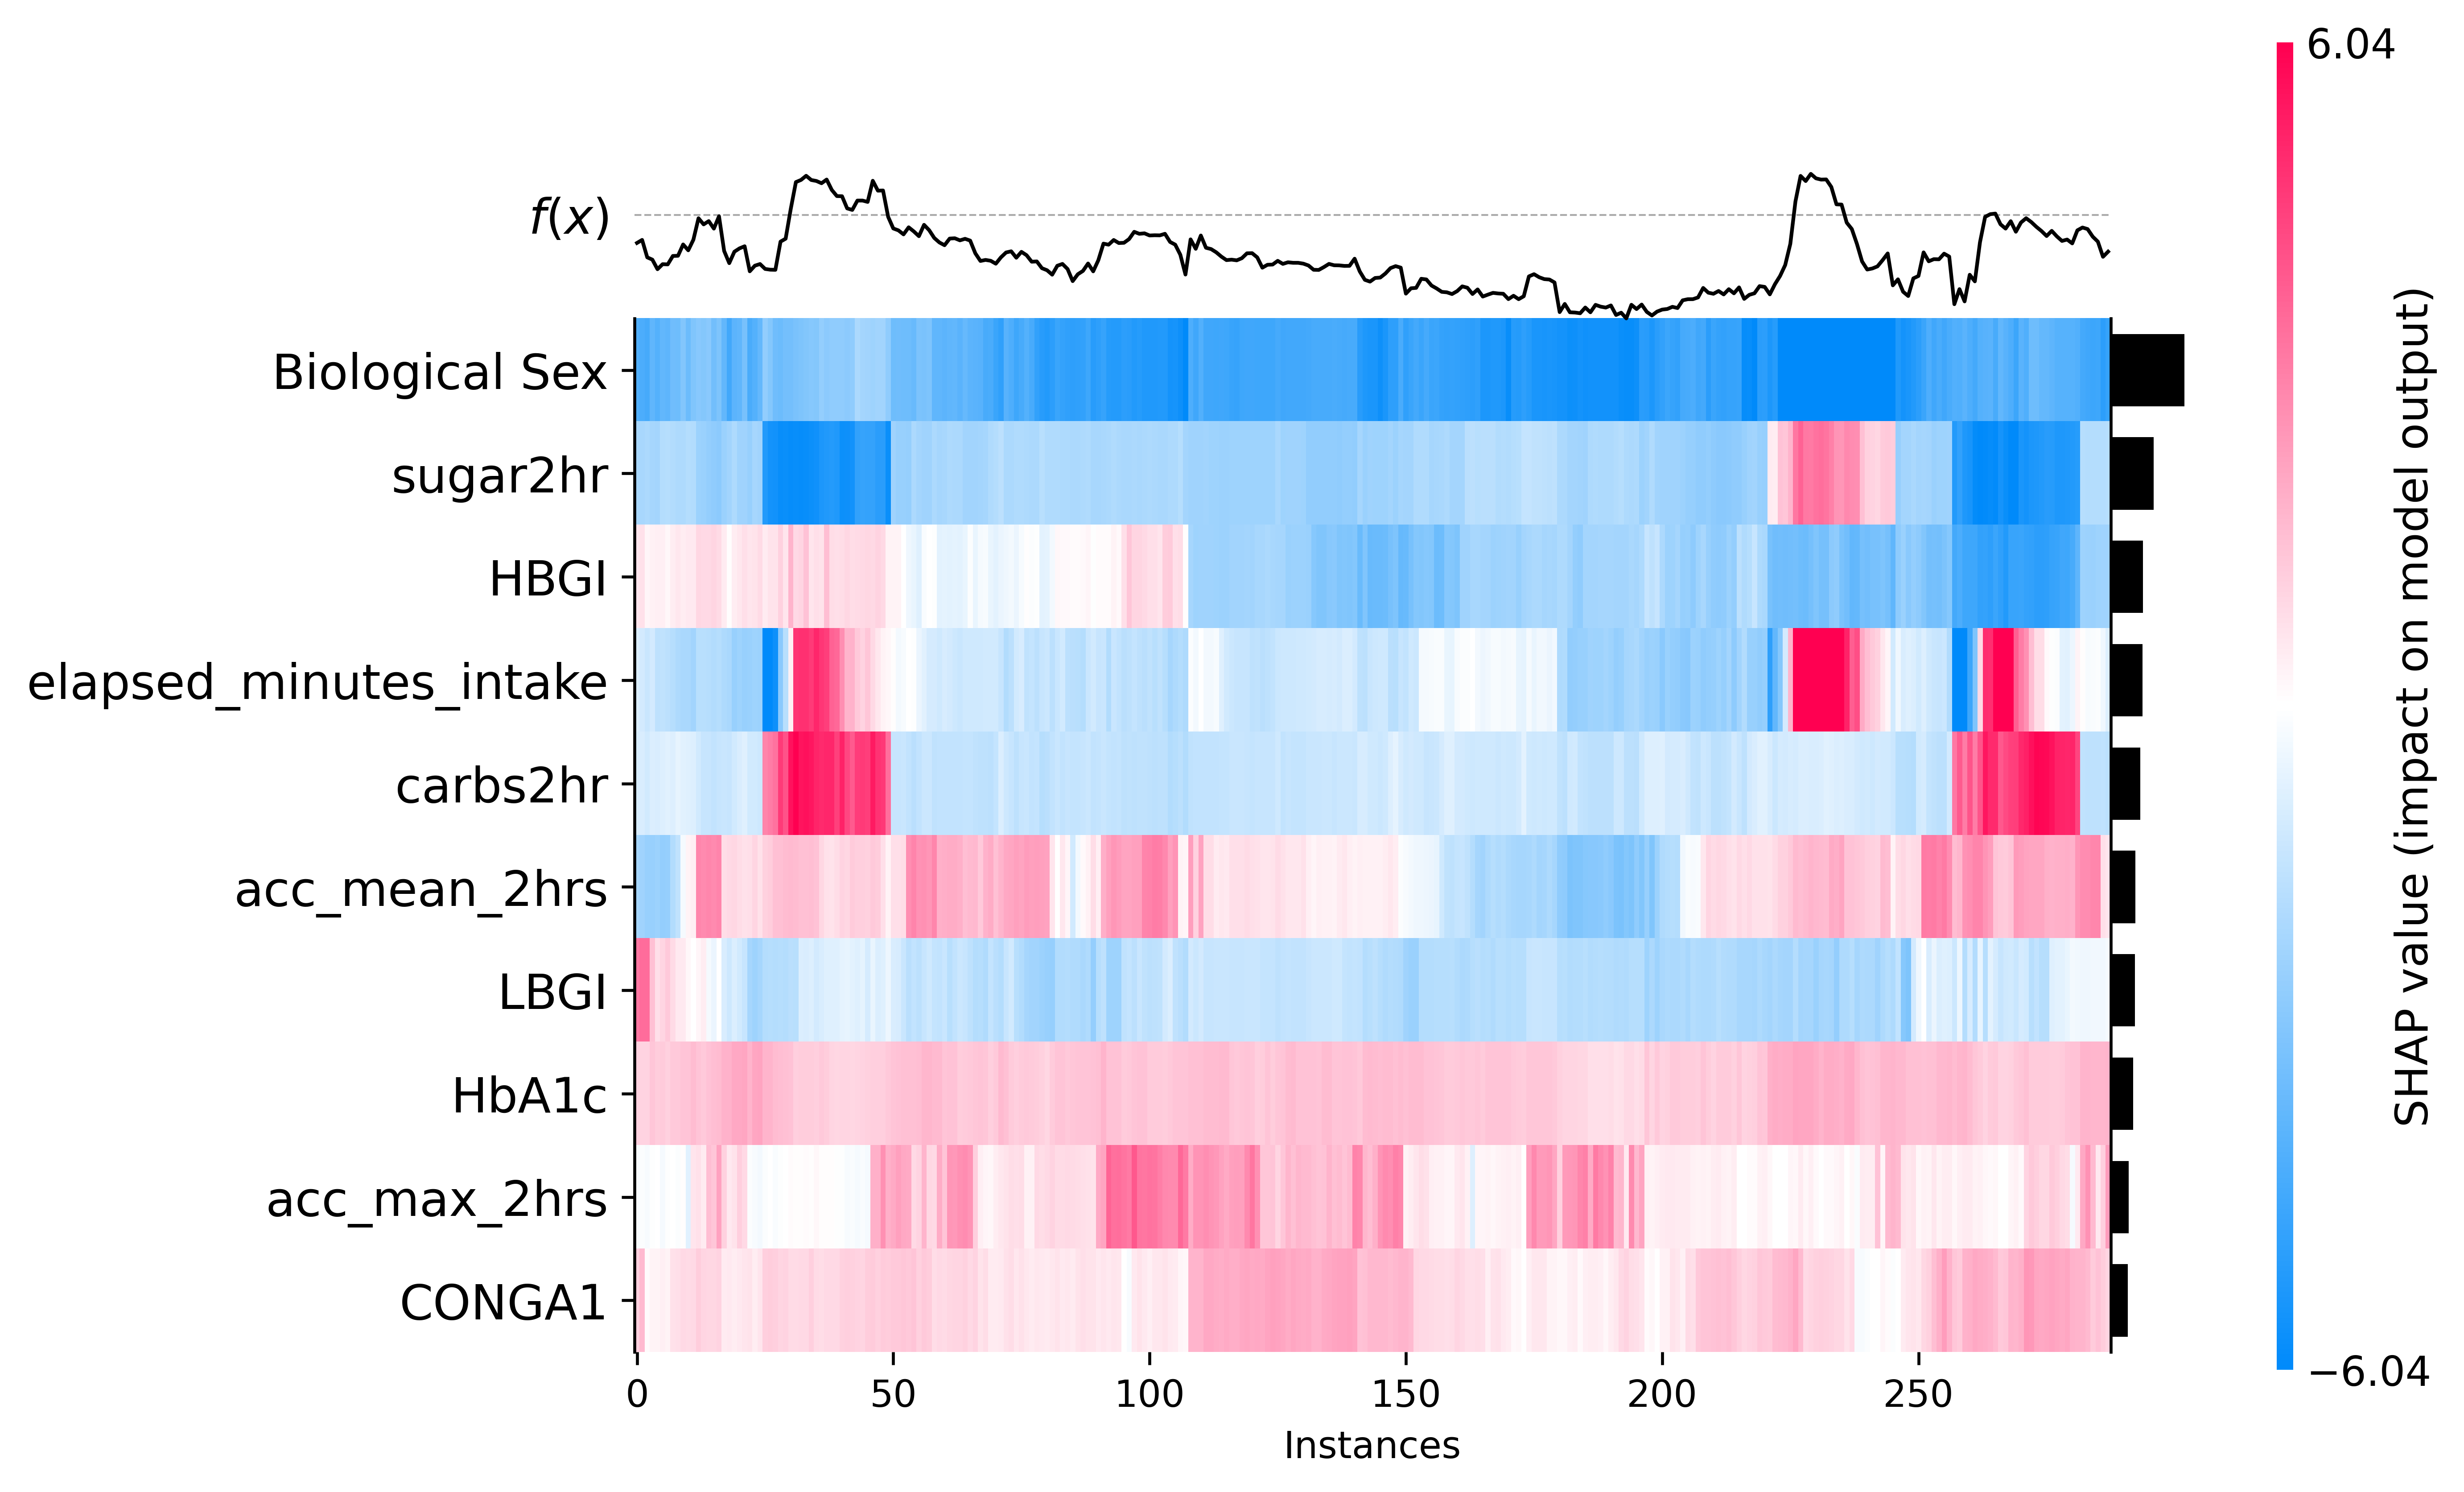 6.04
f(x)
Biological Sex
sugar2hr
HBGI
elapsed_minutes_intake
carbs2hr
acc_mean_2hrs
LBGI
HbA1c
acc_max_2hrs
CONGA1
0 50 100 150 200 250
Instances
−6.04
SHAP value (impact on model output)